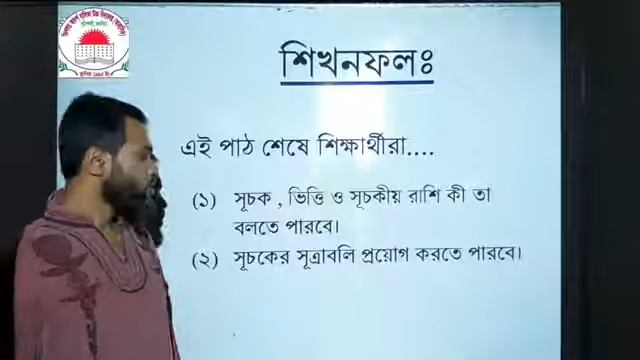 শিখনফলঃ
এই পাঠ শেষে শিক্ষার্থীরা....
(১) সূচক , ভিত্তি ও সূচকীয় রাশি কী তা
বলতে পারবে।
(২) সূচকের সূত্রাবলি প্রয়োগ করতে পারবে।